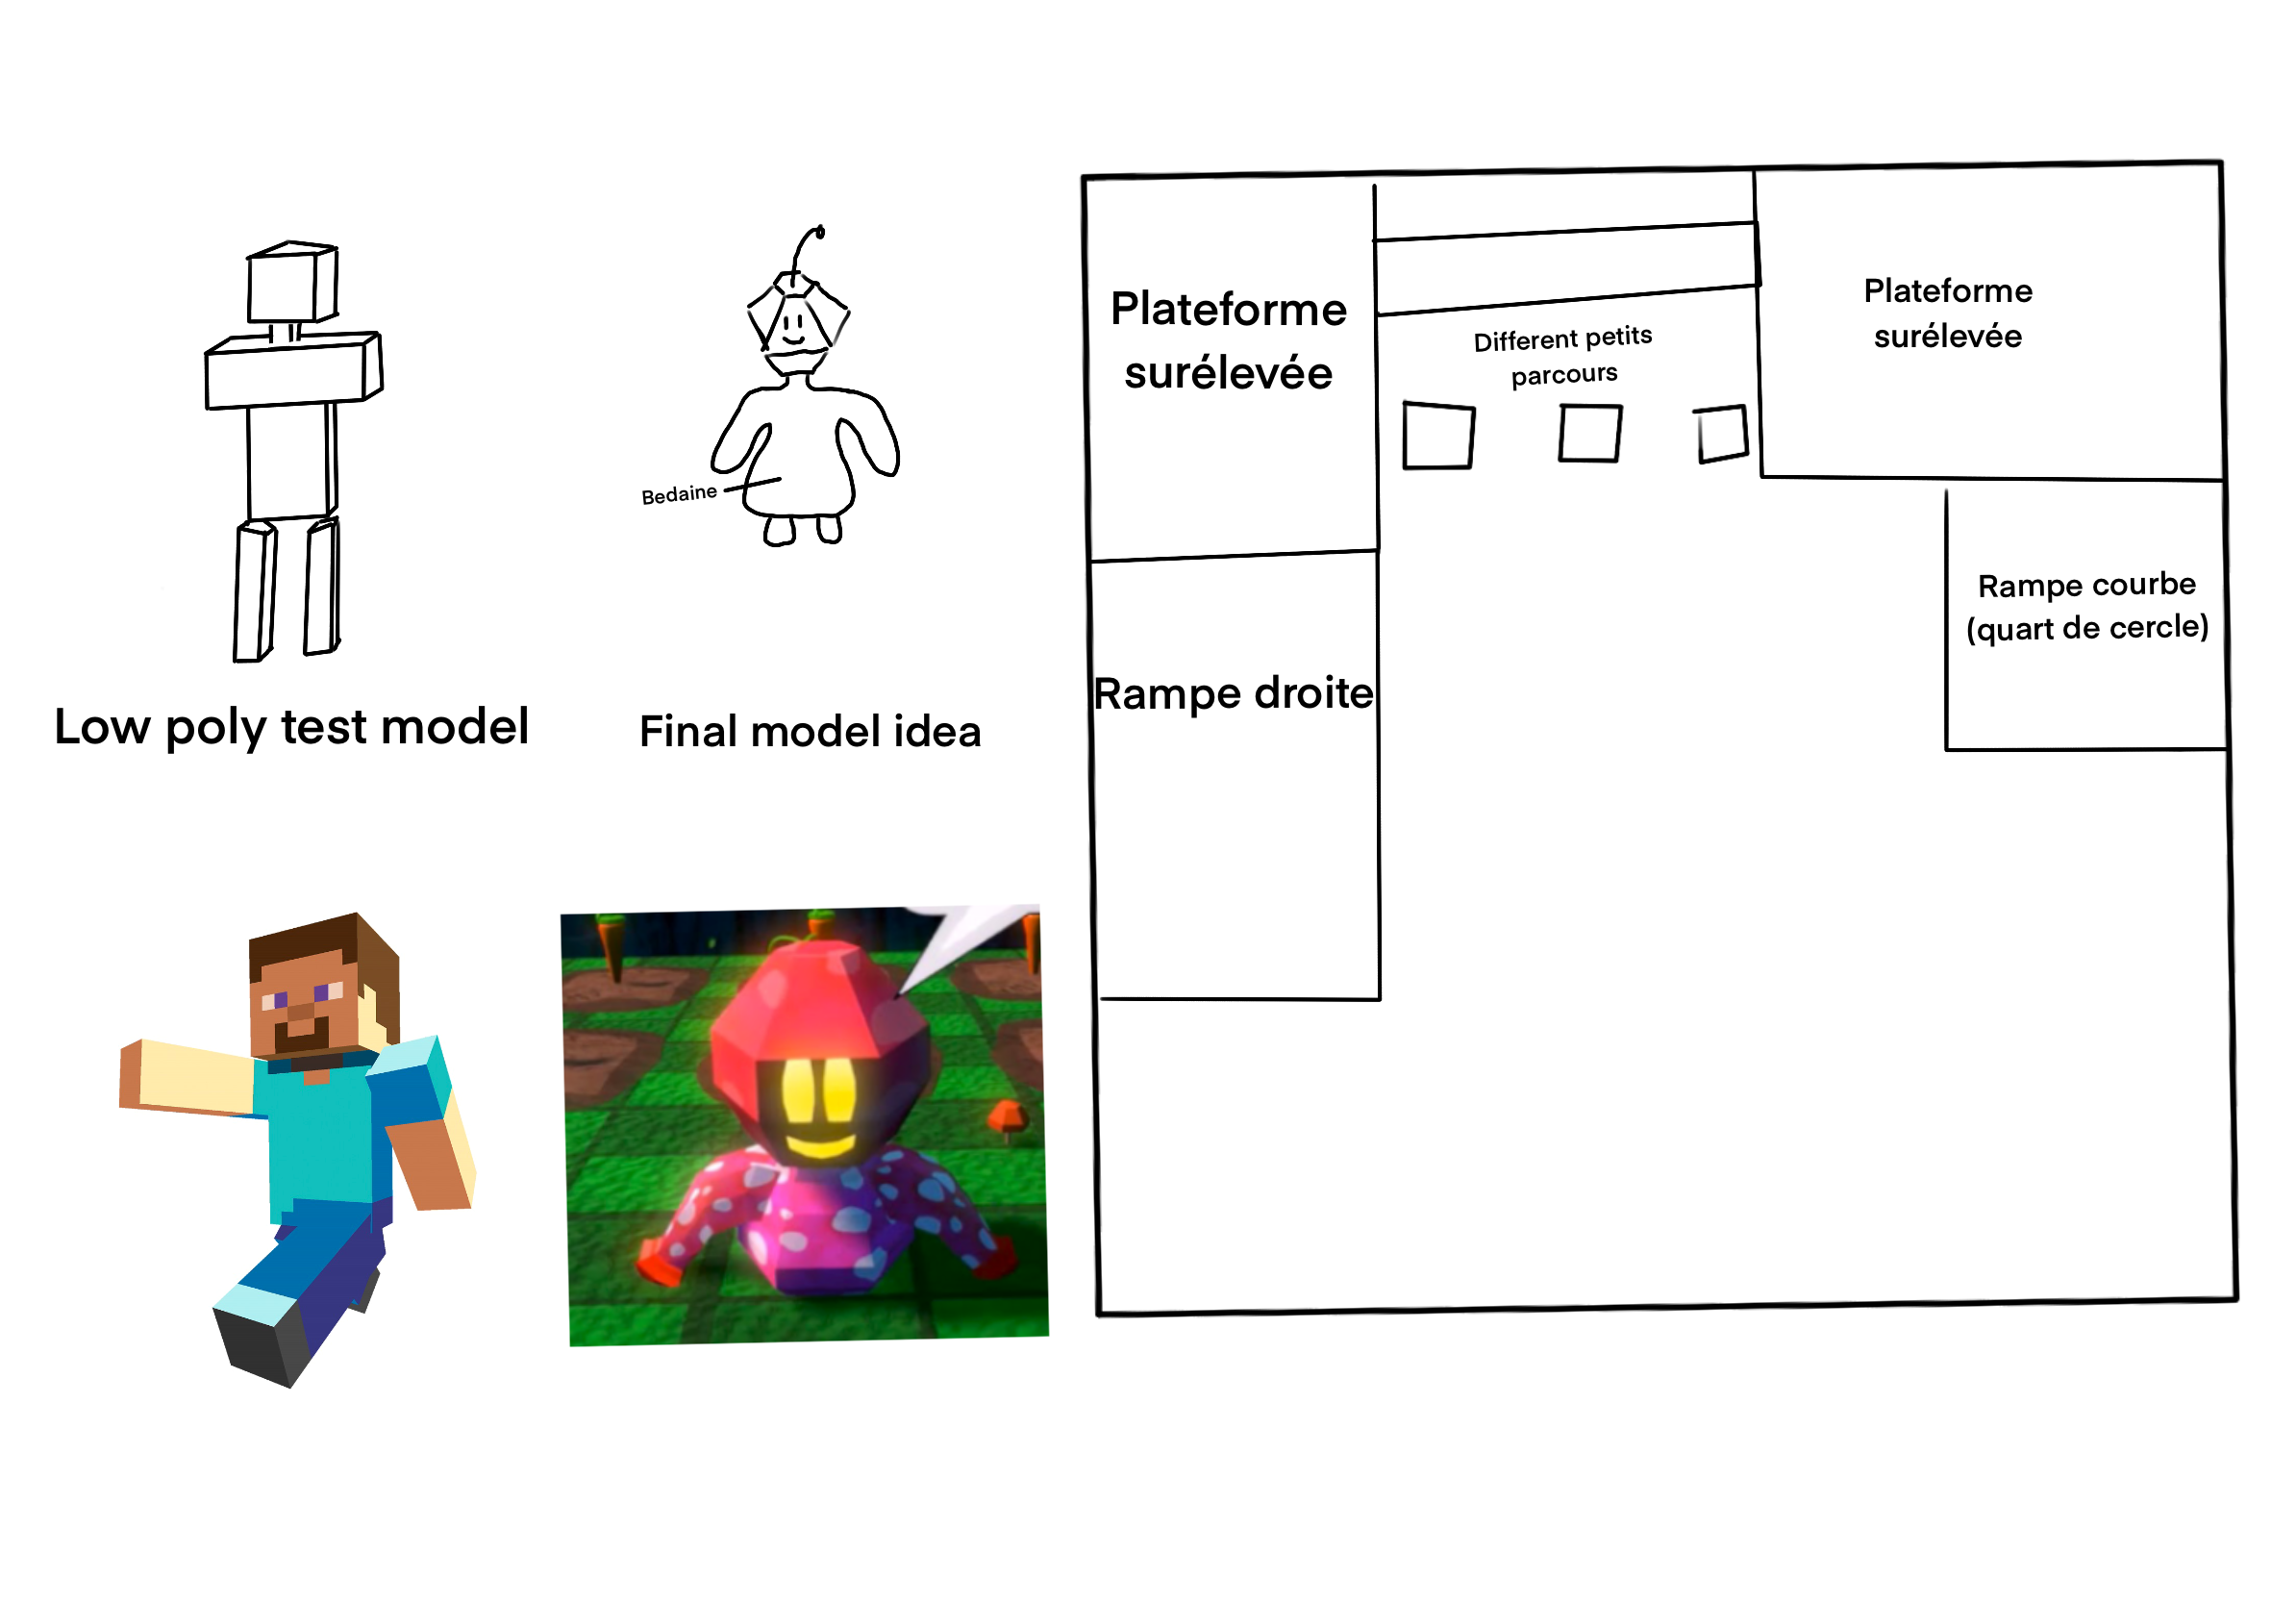 Low poly test model
Bedaine
Final model idea
Plateforme
surélevée
Different petits
parcours
Plateforme
surélevée
Rampe droite
Rampe courbe
(quart de cercle)